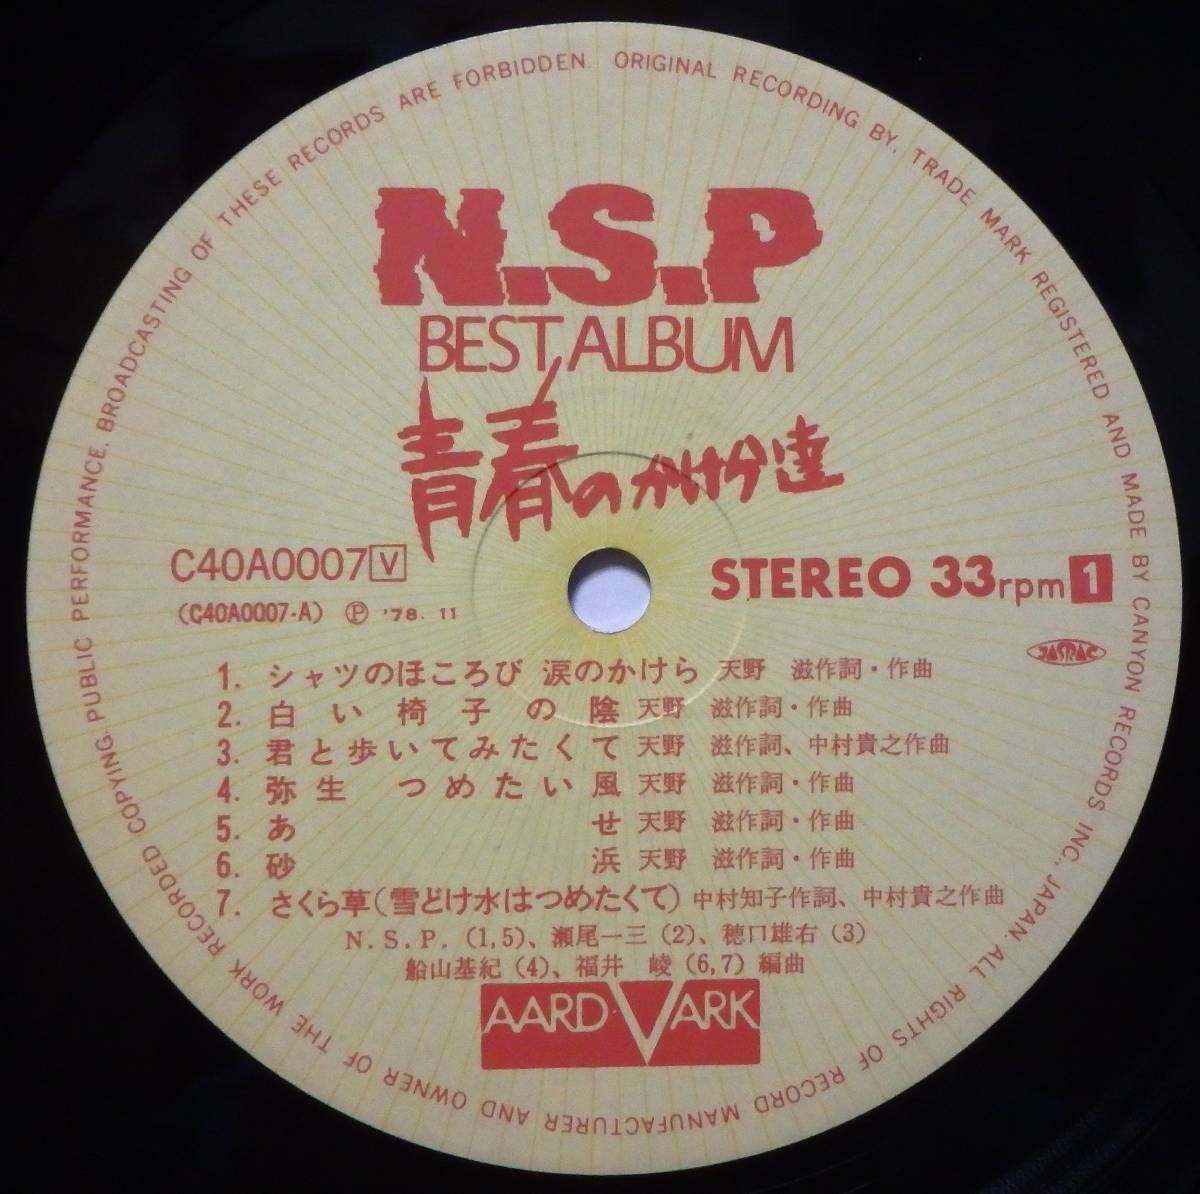 N.S.P
BEST ALBUM
青春のかけら達
C40A0007 V
(C40A0007-A) Ⓟ '78. 11
STEREO 33rpm 1
JASRAC
1. シャツのほころび 涙のかけら 天野 滋作詞・作曲
2. 白い椅子の陰 天野 滋作詞・作曲
3. 君と歩いてみたくて 天野 滋作詞、中村貴之作曲
4. 弥生 つめたい風 天野 滋作詞・作曲
5. あせ 天野 滋作詞・作曲
6. 砂浜 天野 滋作詞・作曲
7. さくら草(雪どけ水はつめたくて) 中村知子作詞、中村貴之作曲
N.S.P. (1,5)、瀬尾一三 (2)、穂口雄右 (3)
船山基紀 (4)、福井 崚 (6,7) 編曲
AARD VARK
ORIGINAL RECORDING BY, TRADE MARK REGISTERED AND MADE BY CANYON RECORDS INC., JAPAN. ALL RIGHTS OF RECORD MANUFACTURER AND OWNER OF THE WORK RECORDED COPYING. PUBLIC PERFORMANCE, BROADCASTING OF THESE RECORDS ARE FORBIDDEN.